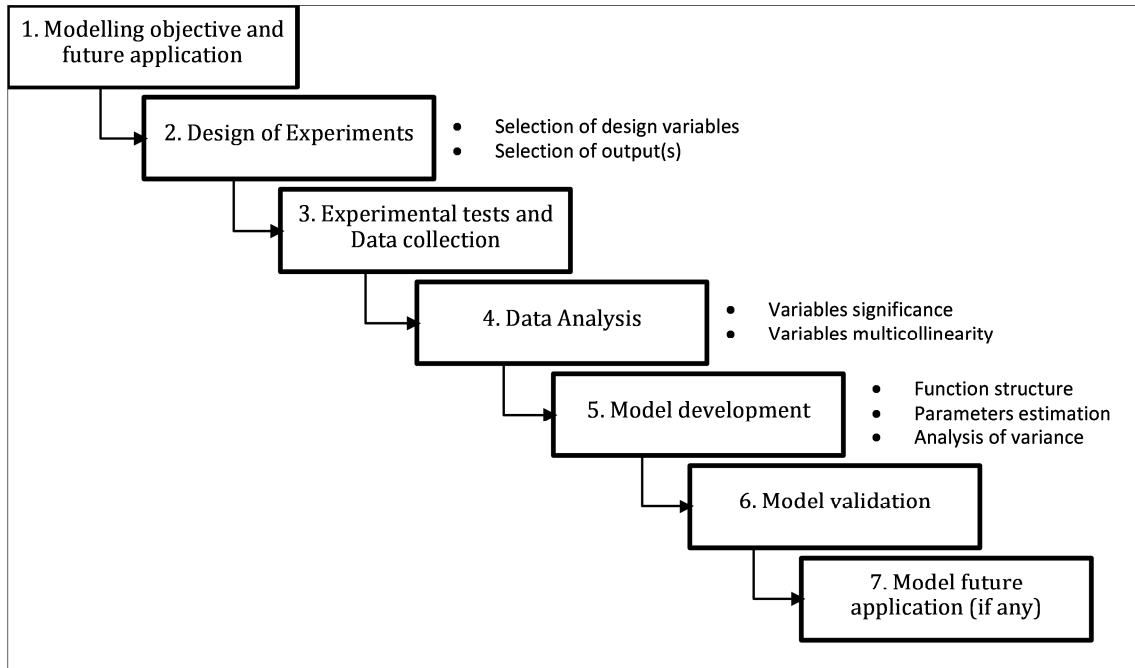 1. Modelling objective and
future application
2. Design of Experiments
• Selection of design variables
• Selection of output(s)
3. Experimental tests and
Data collection
4. Data Analysis
• Variables significance
• Variables multicollinearity
5. Model development
• Function structure
• Parameters estimation
• Analysis of variance
6. Model validation
7. Model future
application (if any)